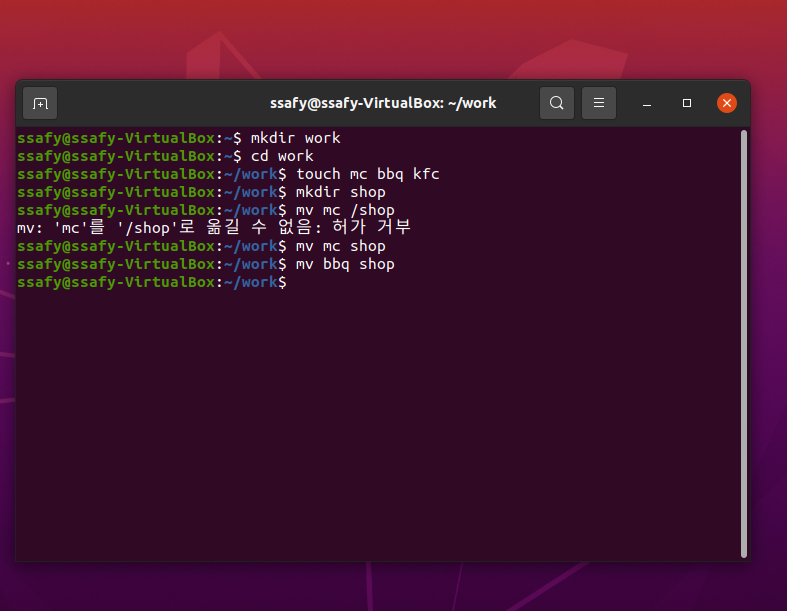 ssafy@ssafy-VirtualBox: ~/work
ssafy@ssafy-VirtualBox:~$ mkdir work
ssafy@ssafy-VirtualBox:~$ cd work
ssafy@ssafy-VirtualBox:~/work$ touch mc bbq kfc
ssafy@ssafy-VirtualBox:~/work$ mkdir shop
ssafy@ssafy-VirtualBox:~/work$ mv mc /shop
mv: 'mc'를 '/shop'로 옮길 수 없음: 허가 거부
ssafy@ssafy-VirtualBox:~/work$ mv mc shop
ssafy@ssafy-VirtualBox:~/work$ mv bbq shop
ssafy@ssafy-VirtualBox:~/work$